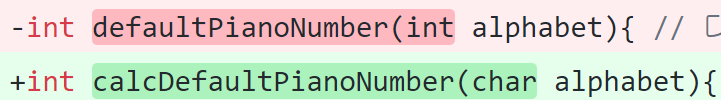 -int defaultPianoNumber(int alphabet){ //
+int calcDefaultPianoNumber(char alphabet){